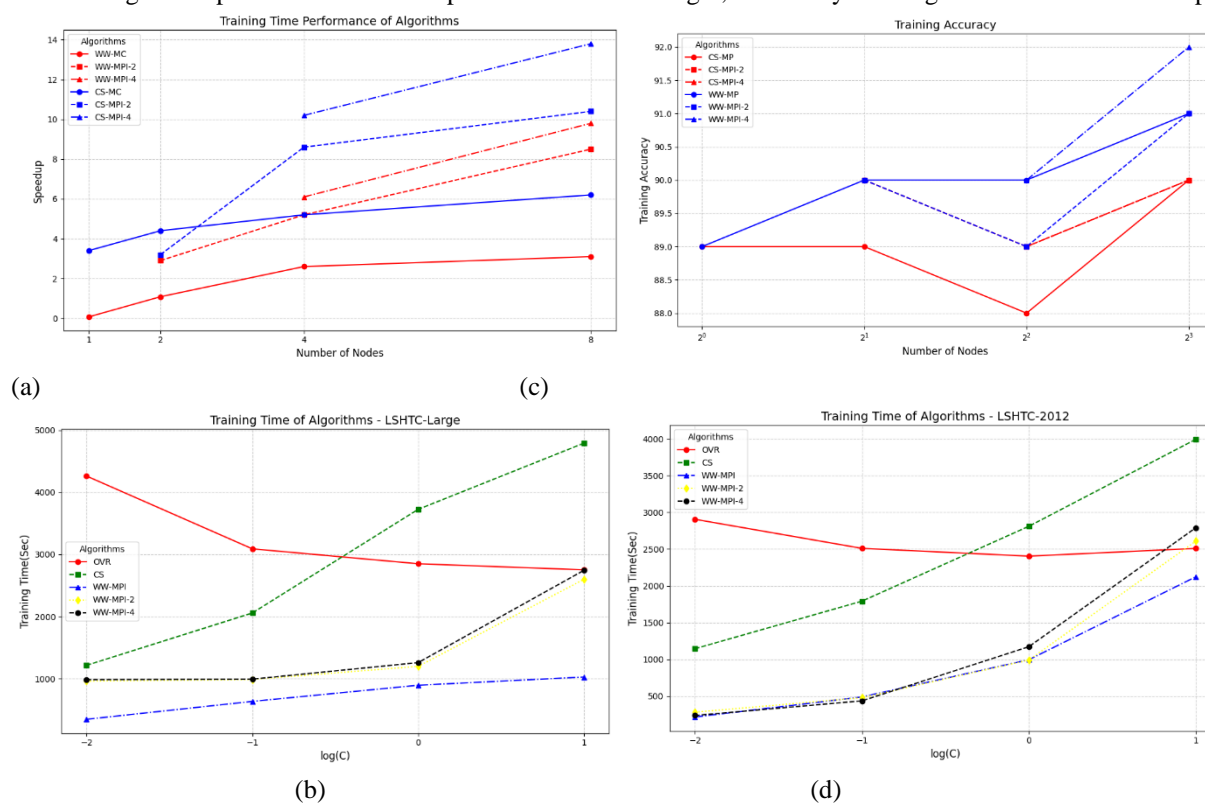 Training Time Performance of Algorithms
Algorithms
WW-MC
WW-MPI-2
WW-MPI-4
CS-MC
CS-MPI-2
CS-MPI-4
14
12
10
8
6
4
2
0
Speedup
1 2 4 8
Number of Nodes
(a)
Training Accuracy
Algorithms
CS-MP
CS-MPI-2
CS-MPI-4
WW-MP
WW-MPI-2
WW-MPI-4
92.0
91.5
91.0
90.5
90.0
89.5
89.0
88.5
88.0
Training Accuracy
2⁰ 2¹ 2² 2³
Number of Nodes
(c)
Training Time of Algorithms - LSHTC-Large
5000
4000
3000
2000
1000
Training Time(Sec)
Algorithms
OVR
CS
WW-MPI
WW-MPI-2
WW-MPI-4
−2 −1 0 1
log(C)
(b)
Training Time of Algorithms - LSHTC-2012
Algorithms
OVR
CS
WW-MPI
WW-MPI-2
WW-MPI-4
4000
3500
3000
2500
2000
1500
1000
500
Training Time(Sec)
−2 −1 0 1
log(C)
(d)